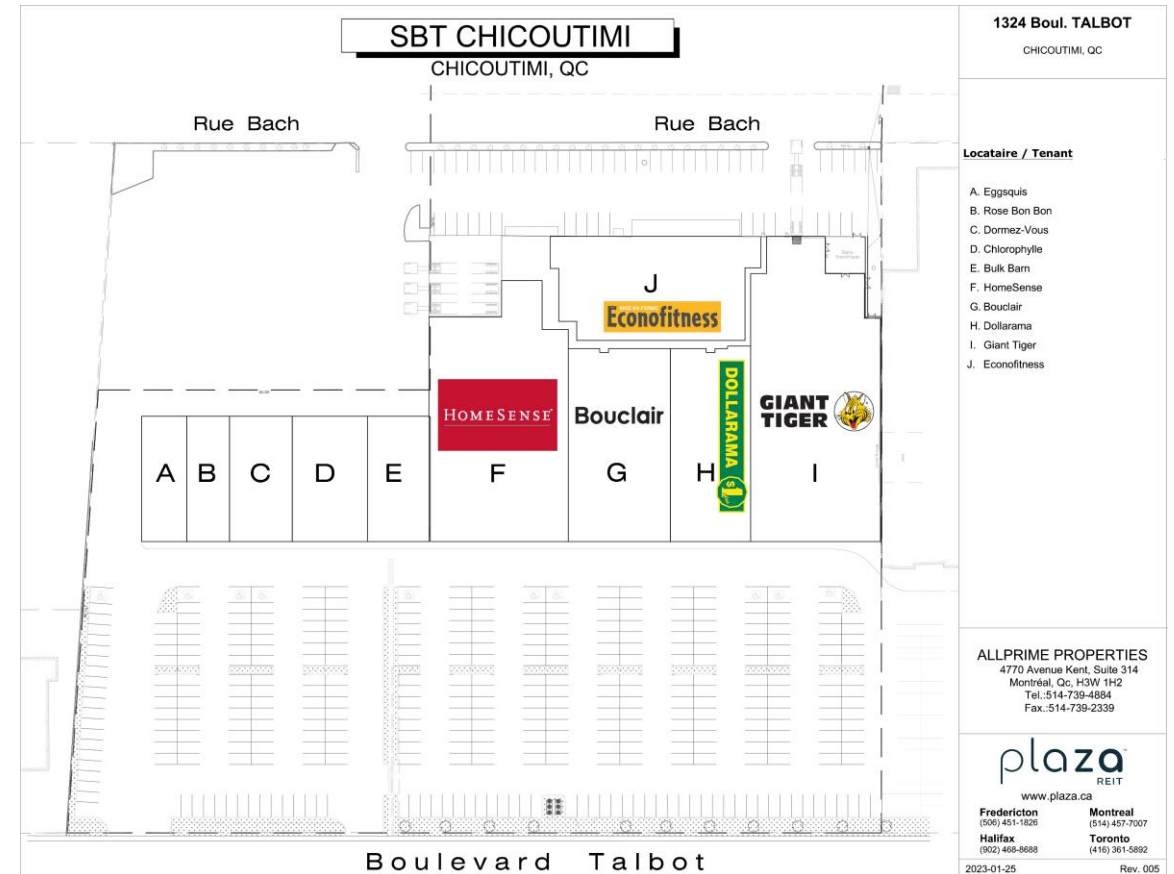 SBT CHICOUTIMI
CHICOUTIMI, QC
Rue Bach
Rue Bach
J
Econofitness
HOMESENSE
Bouclair
DOLLARAMA $1
GIANT
TIGER
A
B
C
D
E
F
G
H
I
Boulevard Talbot
1324 Boul. TALBOT
CHICOUTIMI, QC
Locataire / Tenant
A. Eggsquis
B. Rose Bon Bon
C. Dormez-Vous
D. Chlorophylle
E. Bulk Barn
F. HomeSense
G. Bouclair
H. Dollarama
I. Giant Tiger
J. Econofitness
ALLPRIME PROPERTIES
4770 Avenue Kent, Suite 314
Montréal, Qc, H3W 1H2
Tel.:514-739-4884
Fax.:514-739-2339
plaza
REIT
www.plaza.ca
Fredericton Montreal
(506) 451-1826 (514) 457-7007
Halifax Toronto
(902) 468-8688 (416) 361-5892
2023-01-25 Rev. 005